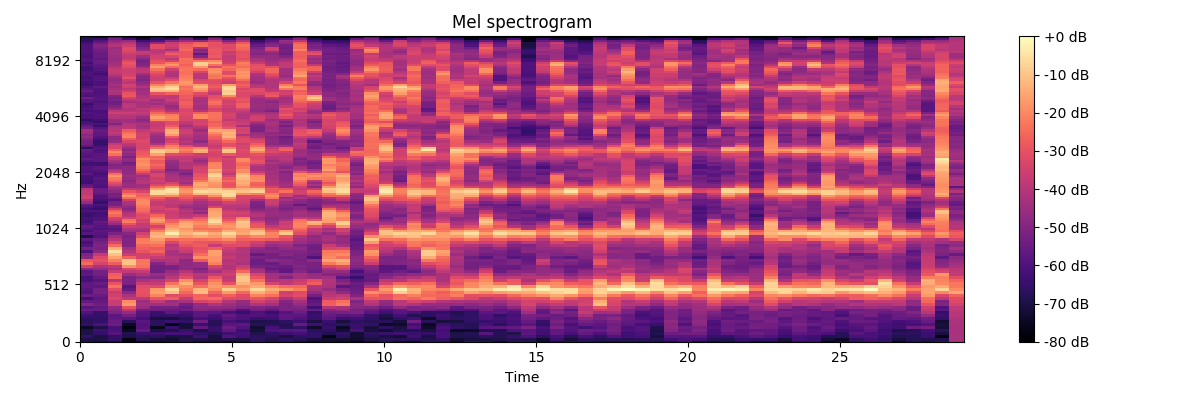 Mel spectrogram
8192
4096
2048
1024
512
0
Hz
0 5 10 15 20 25
Time
+0 dB
-10 dB
-20 dB
-30 dB
-40 dB
-50 dB
-60 dB
-70 dB
-80 dB